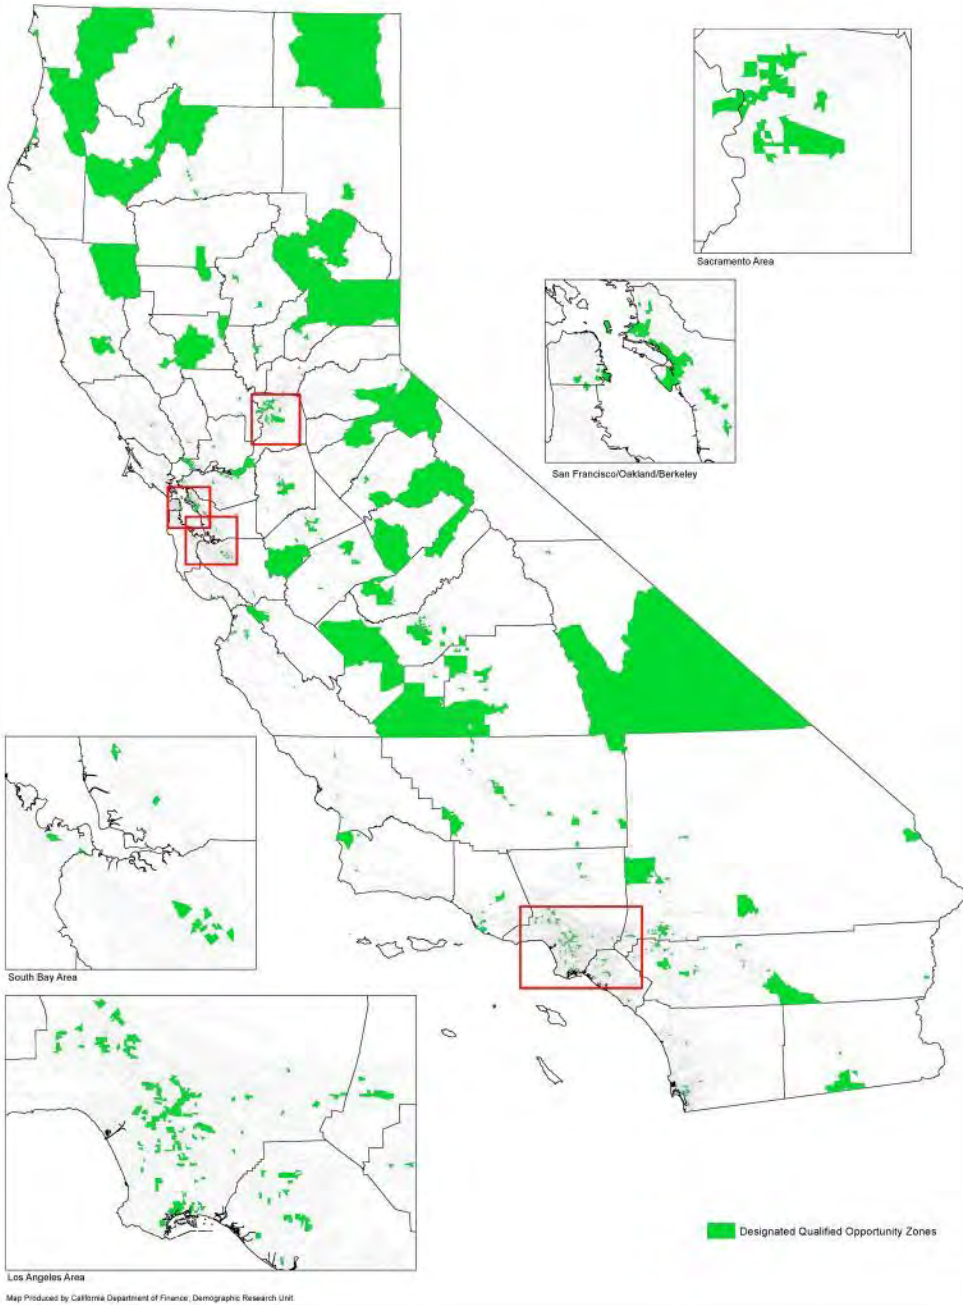 Sacramento Area
San Francisco/Oakland/Berkeley
South Bay Area
Designated Qualified Opportunity Zones
Los Angeles Area
Map Produced by California Department of Finance, Demographic Research Unit